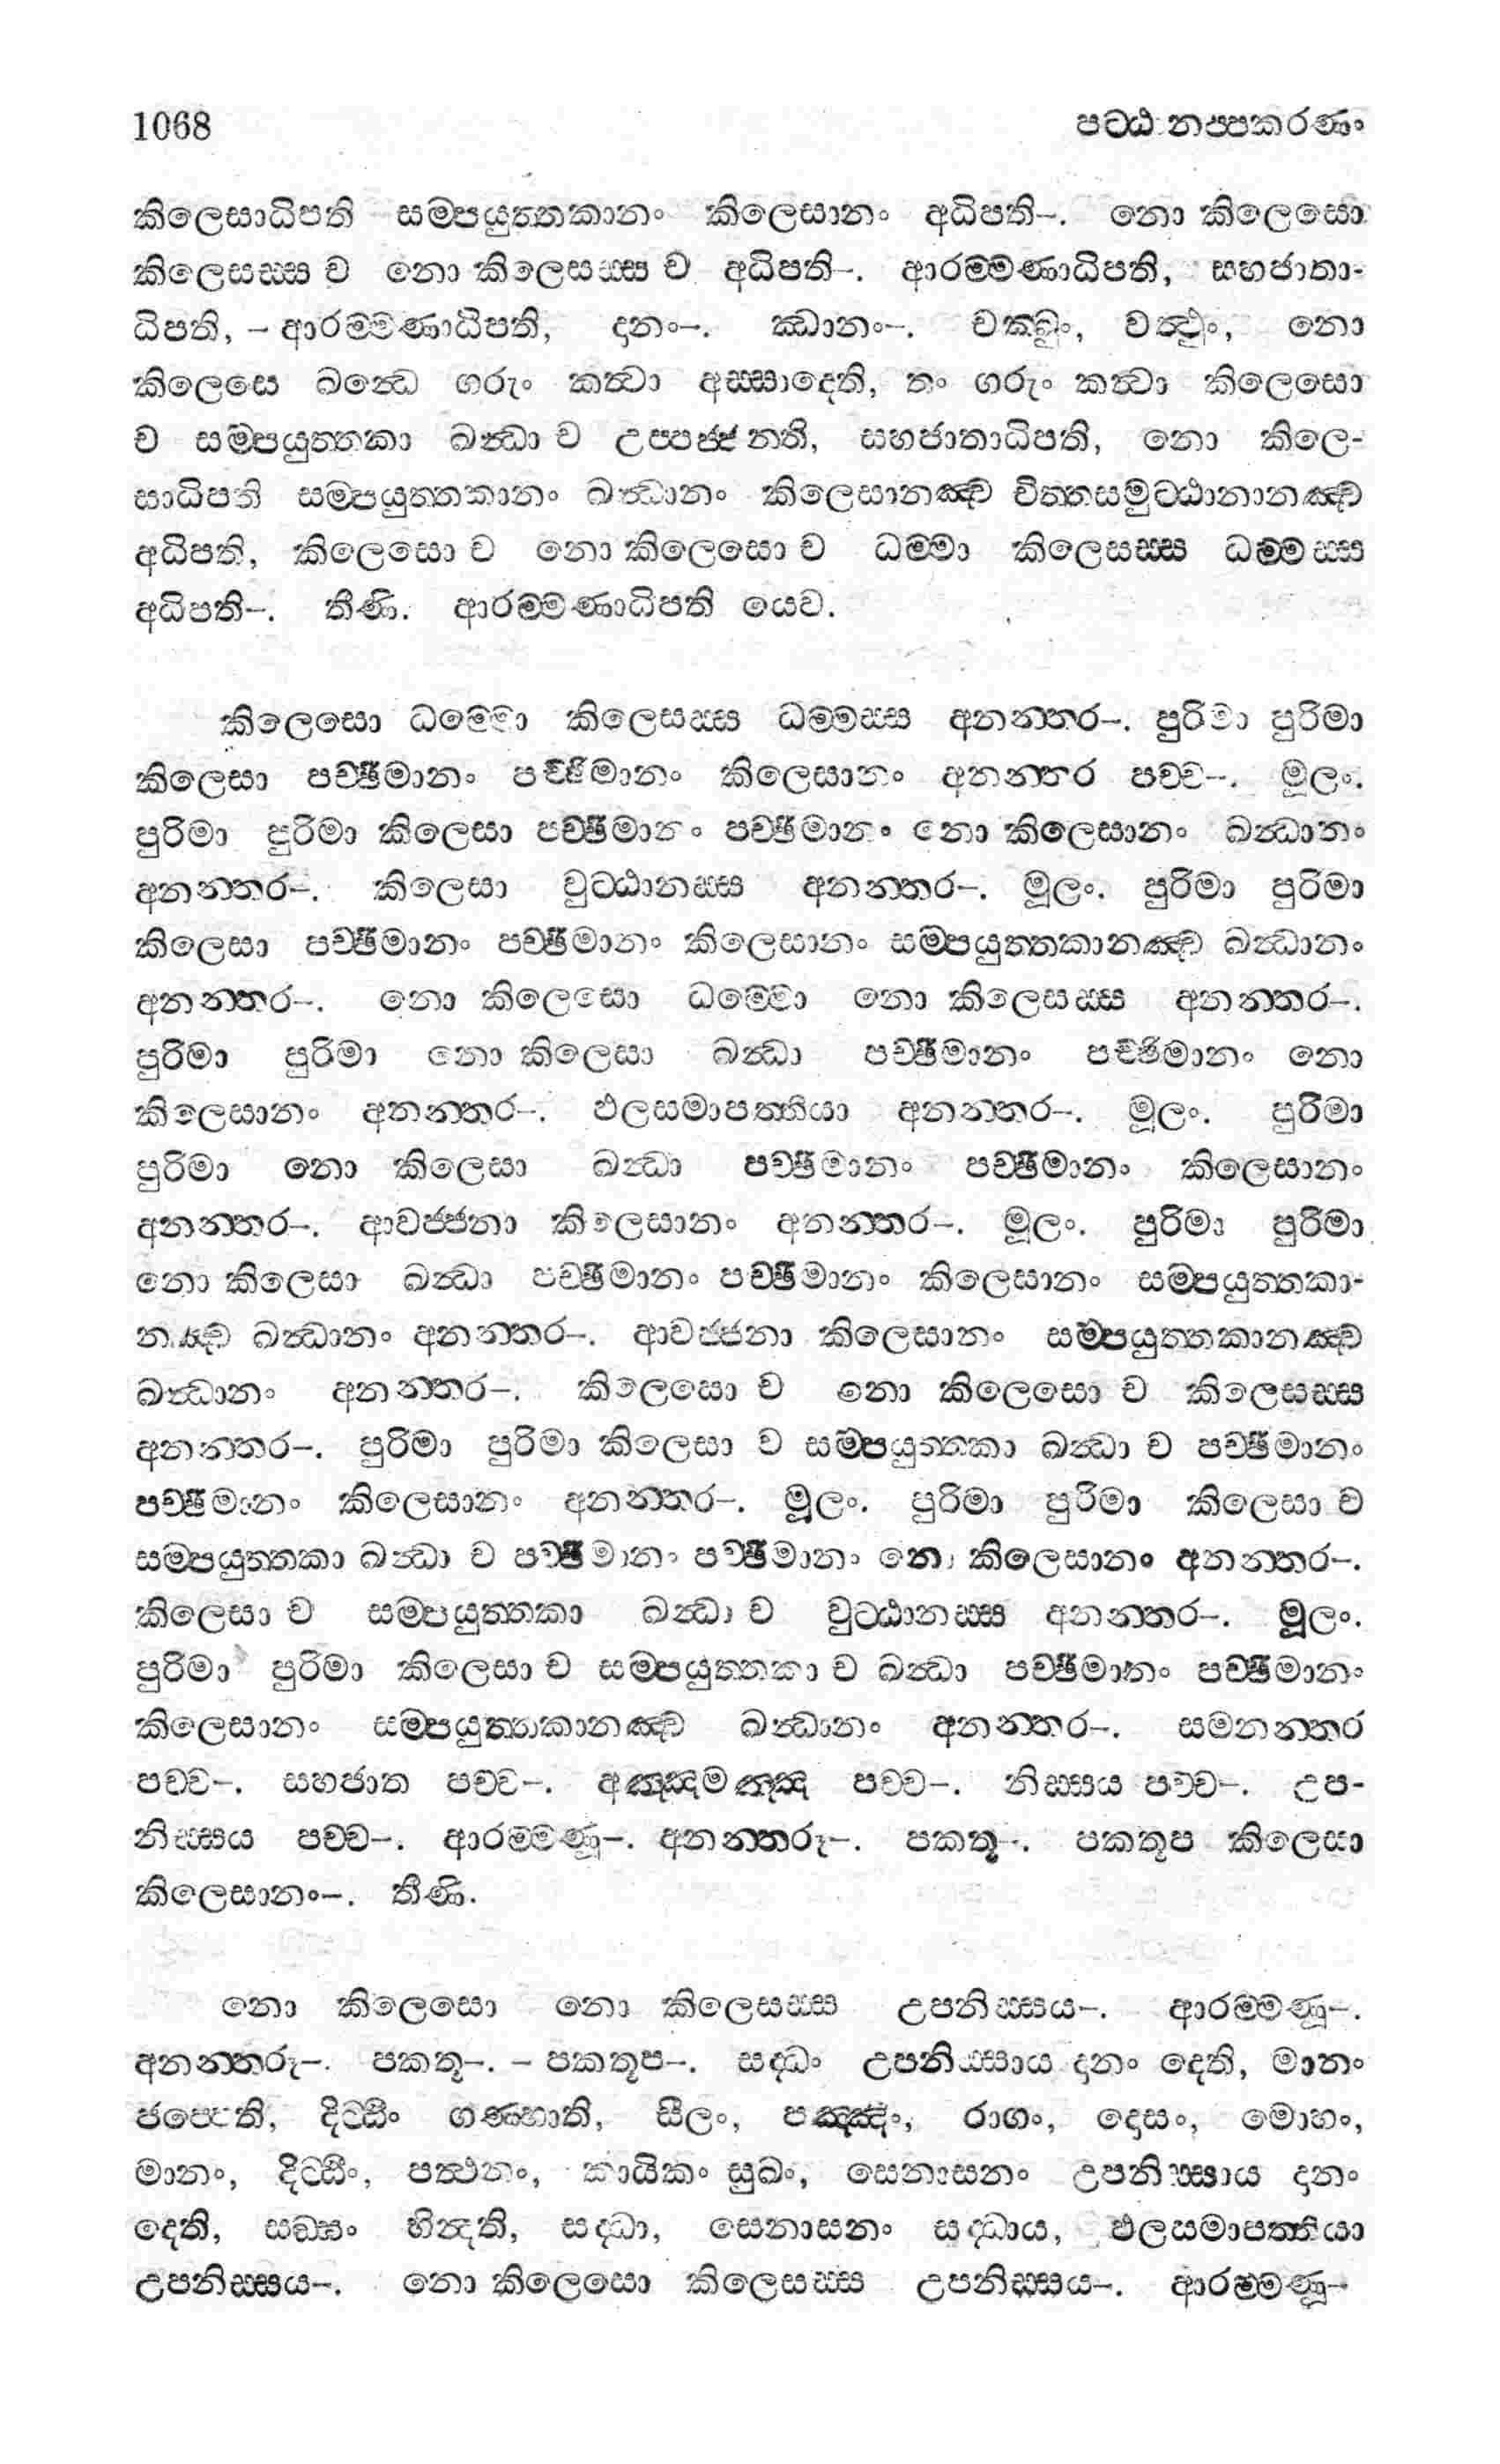 1068 පට්ඨානප්පකරණං
කිලෙසාධිපති සම්පයුත්තකානං කිලෙසානං අධිපති–. නො කිලෙසො
කිලෙසස්ස ච නො කිලෙසස්ස ච අධිපති–. ආරම්මණාධිපති, සහජාතා-
ධිපති, – ආරම්මණාධිපති, දානං–. ඣානං–. චක්ඛුං, වත්ථුං, නො
කිලෙසෙ ඛන්ධෙ ගරුං කත්වා අස්සාදෙති, තං ගරුං කත්වා කිලෙසො
ච සම්පයුත්තකා ඛන්ධා ච උප්පජ්ජන්ති, සහජාතාධිපති, නො කිලෙ-
සාධිපති සම්පයුත්තකානං ඛන්ධානං කිලෙසානඤ්ච චිත්තසමුට්ඨානානඤ්ච
අධිපති, කිලෙසො ච නො කිලෙසො ච ධම්මා කිලෙසස්ස ධම්මස්ස
අධිපති–. තීණි. ආරම්මණාධිපති යෙව.
කිලෙසො ධම්මො කිලෙසස්ස ධම්මස්ස අනන්තර–. පුරිමා පුරිමා
කිලෙසා පච්ඡිමානං පච්ඡිමානං කිලෙසානං අනන්තර පච්ච–. මූලං.
පුරිමා පුරිමා කිලෙසා පච්ඡිමානං පච්ඡිමානං නො කිලෙසානං ඛන්ධානං
අනන්තර–. කිලෙසා වුට්ඨානස්ස අනන්තර–. මූලං. පුරිමා පුරිමා
කිලෙසා පච්ඡිමානං පච්ඡිමානං කිලෙසානං සම්පයුත්තකානඤ්ච ඛන්ධානං
අනන්තර–. නො කිලෙසො ධම්මො නො කිලෙසස්ස අනන්තර–.
පුරිමා පුරිමා නො කිලෙසා ඛන්ධා පච්ඡිමානං පච්ඡිමානං නො
කිලෙසානං අනන්තර–. ඵලසමාපත්තියා අනන්තර–. මූලං. පුරිමා
පුරිමා නො කිලෙසා ඛන්ධා පච්ඡිමානං පච්ඡිමානං කිලෙසානං
අනන්තර–. ආවජ්ජනා කිලෙසානං අනන්තර–. මූලං. පුරිමා පුරිමා
නො කිලෙසා ඛන්ධා පච්ඡිමානං පච්ඡිමානං කිලෙසානං සම්පයුත්තකා-
නඤ්ච ඛන්ධානං අනන්තර–. ආවජ්ජනා කිලෙසානං සම්පයුත්තකානඤ්ච
ඛන්ධානං අනන්තර–. කිලෙසො ච නො කිලෙසො ච කිලෙසස්ස
අනන්තර–. පුරිමා පුරිමා කිලෙසා ච සම්පයුත්තකා ඛන්ධා ච පච්ඡිමානං
පච්ඡිමානං කිලෙසානං අනන්තර–. මූලං. පුරිමා පුරිමා කිලෙසා ච
සම්පයුත්තකා ඛන්ධා ච පච්ඡිමානං පච්ඡිමානං නො කිලෙසානං අනන්තර–.
කිලෙසා ච සම්පයුත්තකා ඛන්ධා ච වුට්ඨානස්ස අනන්තර–. මූලං.
පුරිමා පුරිමා කිලෙසා ච සම්පයුත්තකා ච ඛන්ධා පච්ඡිමානං පච්ඡිමානං
කිලෙසානං සම්පයුත්තකානඤ්ච ඛන්ධානං අනන්තර–. සමනන්තර
පච්ච–. සහජාත පච්ච–. අඤ්ඤමඤ්ඤ පච්ච–. නිස්සය පච්ච–. උප-
නිස්සය පච්ච–. ආරම්මණූ–. අනන්තරූ–. පකතූ–. පකතූප කිලෙසා
කිලෙසානං–. තීණි.
නො කිලෙසො නො කිලෙසස්ස උපනිස්සය–. ආරම්මණූ–.
අනන්තරූ–. පකතූ–. – පකතූප–. සද්ධං උපනිස්සාය දානං දෙති, මානං
ජප්පෙති, දිට්ඨිං ගණ්හාති, සීලං, පඤ්ඤං, රාගං, දොසං, මොහං,
මානං, දිට්ඨිං, පත්ථනං, කායිකං සුඛං, සෙනාසනං උපනිස්සාය දානං
දෙති, සඞ්ඝං භින්දති, සද්ධා, සෙනාසනං සද්ධාය, ඵලසමාපත්තියා
උපනිස්සය–. නො කිලෙසො කිලෙසස්ස උපනිස්සය–. ආරම්මණූ–